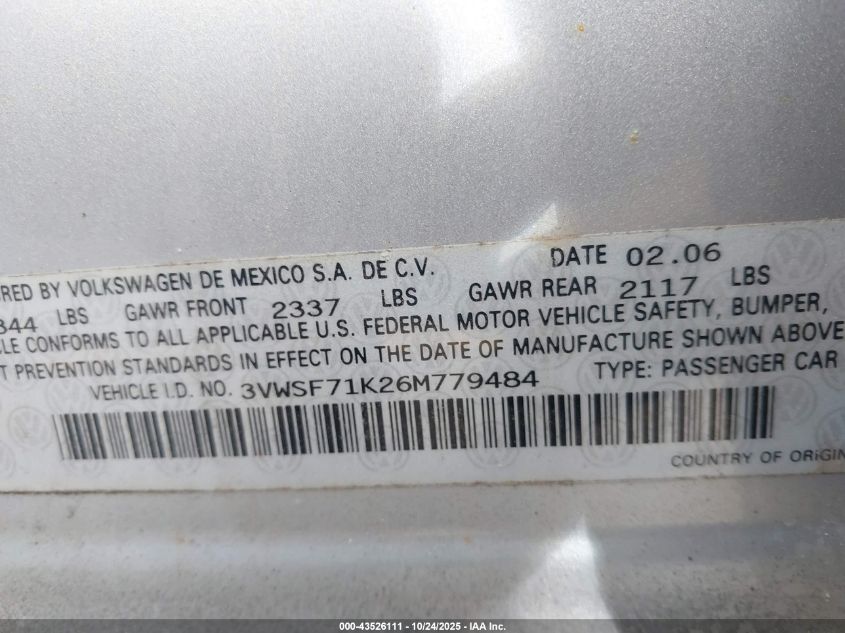 RED BY VOLKSWAGEN DE MEXICO S.A. DE C.V. DATE 02.06
344 LBS GAWR FRONT 2337 LBS GAWR REAR 2117 LBS
LE CONFORMS TO ALL APPLICABLE U.S. FEDERAL MOTOR VEHICLE SAFETY, BUMPER,
T PREVENTION STANDARDS IN EFFECT ON THE DATE OF MANUFACTURE SHOWN ABOVE
VEHICLE I.D. NO. 3VWSF71K26M779484 TYPE: PASSENGER CAR
COUNTRY OF ORIGIN
000-43526111 - 10/24/2025 - IAA Inc.